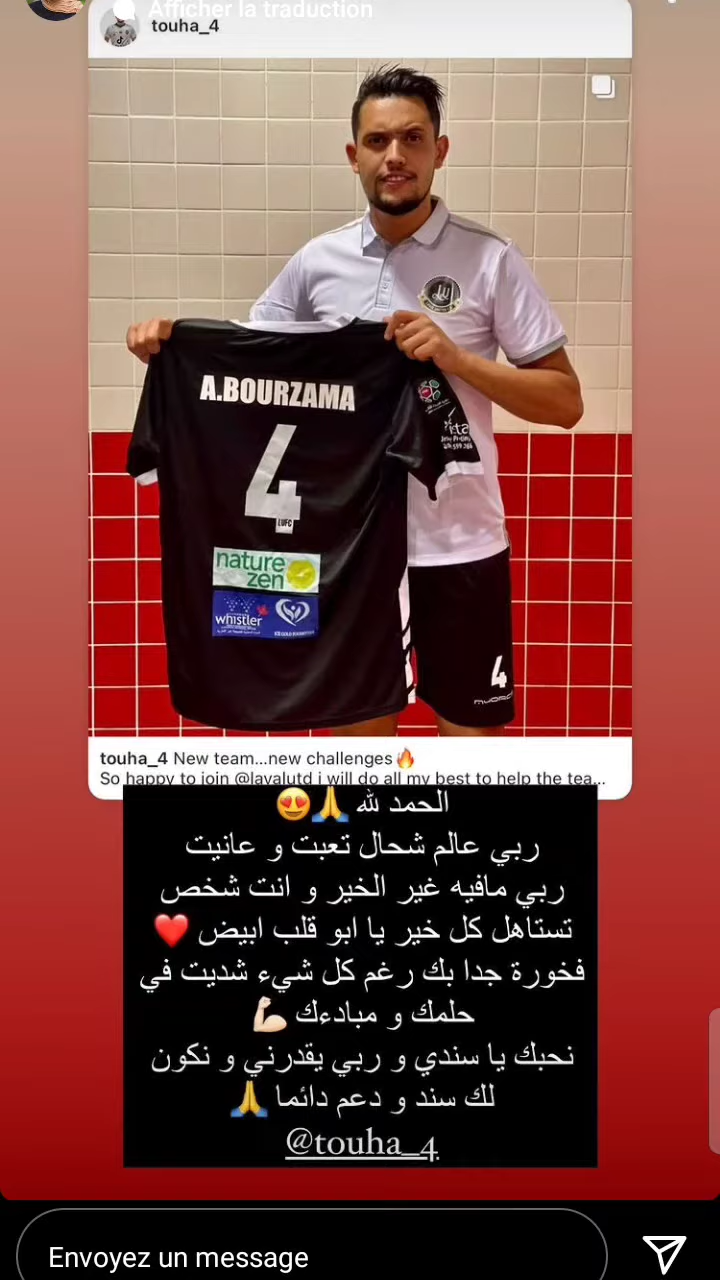 Afficher la traduction
touha_4
A.BOURZAMA
4
LUFC
nature
zen
whistler
4
touha_4 New team...new challenges🔥
So happy to join @lavalutd i will do all my best to help the tea...
الحمد لله 🙏😍
ربي عالم شحال تعبت و عانيت
ربي مافيه غير الخير و انت شخص
تستاهل كل خير يا ابو قلب ابيض ❤️
فخورة جدا بك رغم كل شيء شديت في
حلمك و مبادءك 💪🏻
نحبك يا سندي و ربي يقدرني و نكون
لك سند و دعم دائما 🙏
@touha_4
Envoyez un message